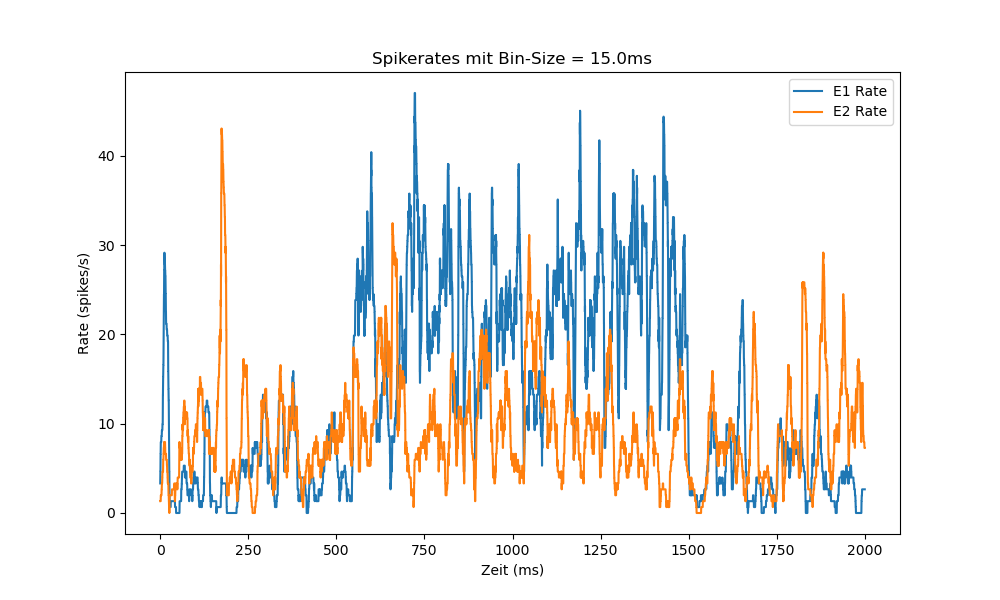 Spikerates mit Bin-Size = 15.0ms
E1 Rate
E2 Rate
Rate (spikes/s)
40
30
20
10
0
0 250 500 750 1000 1250 1500 1750 2000
Zeit (ms)